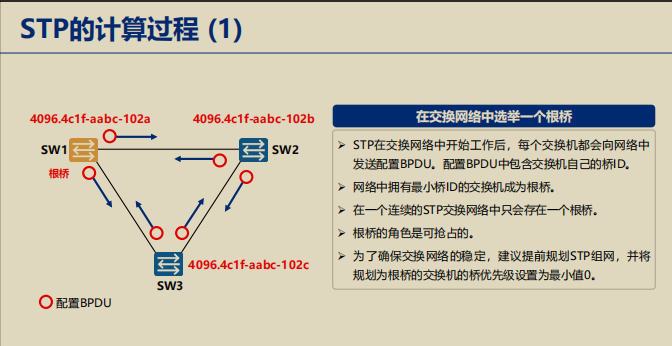 STP的计算过程 (1)
4096.4c1f-aabc-102a
4096.4c1f-aabc-102b
SW1
SW2
根桥
4096.4c1f-aabc-102c
SW3
配置BPDU
在交换网络中选举一个根桥
STP在交换网络中开始工作后，每个交换机都会向网络中
发送配置BPDU。配置BPDU中包含交换机自己的桥ID。
网络中拥有最小桥ID的交换机成为根桥。
在一个连续的STP交换网络中只会存在一个根桥。
根桥的角色是可抢占的。
为了确保交换网络的稳定，建议提前规划STP组网，并将
规划为根桥的交换机的桥优先级设置为最小值0。